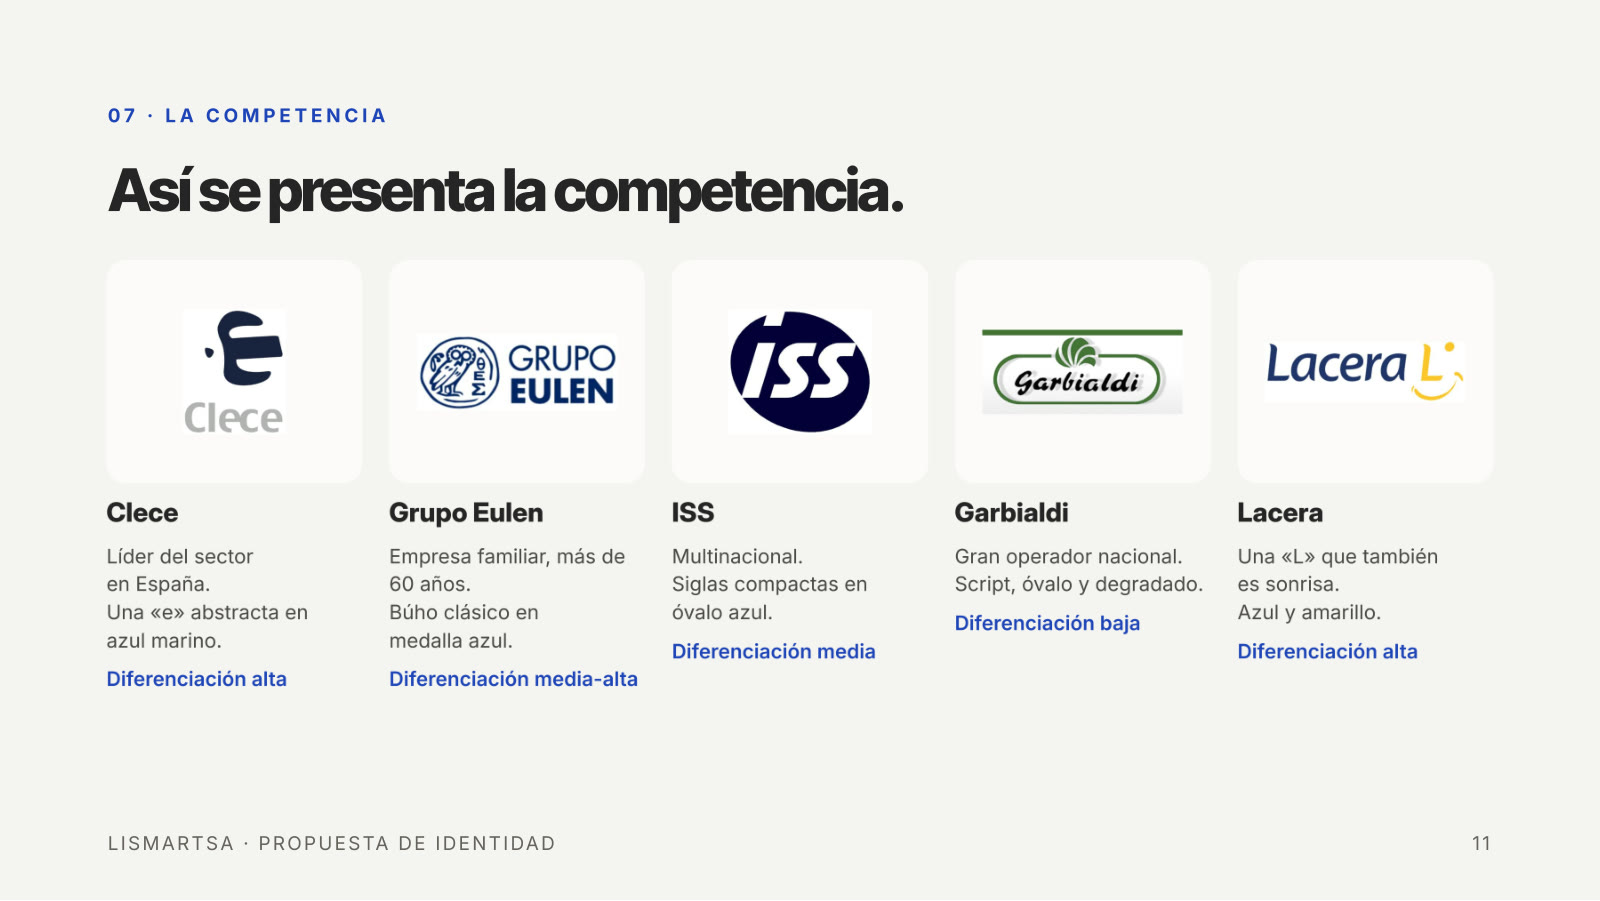 07 · LA COMPETENCIA
Así se presenta la competencia.
Clece
GRUPO
EULEN
ΑΘΕΣ
ISS
Garbialdi
Lacera L
Clece
Líder del sector
en España.
Una «e» abstracta en
azul marino.
Diferenciación alta
Grupo Eulen
Empresa familiar, más de
60 años.
Búho clásico en
medalla azul.
Diferenciación media-alta
ISS
Multinacional.
Siglas compactas en
óvalo azul.
Diferenciación media
Garbialdi
Gran operador nacional.
Script, óvalo y degradado.
Diferenciación baja
Lacera
Una «L» que también
es sonrisa.
Azul y amarillo.
Diferenciación alta
LISMARTSA · PROPUESTA DE IDENTIDAD
11